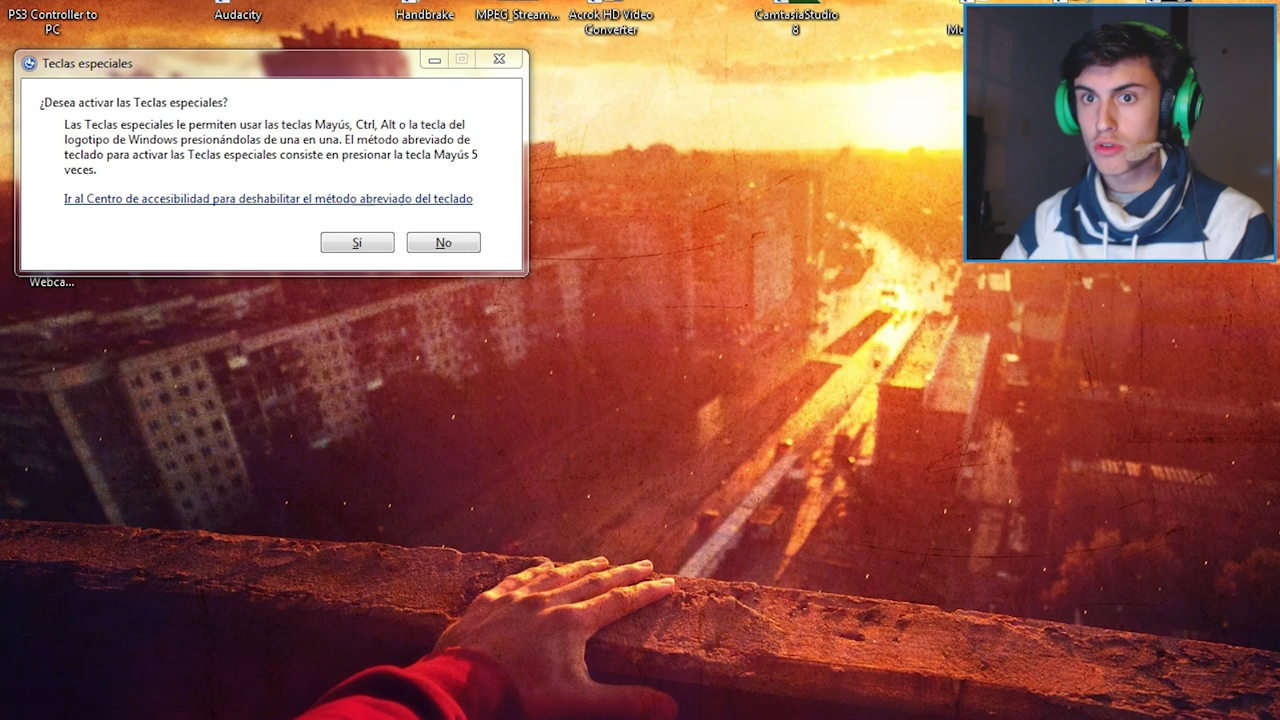 PS3 Controller to
PC
Audacity
Handbrake
MPEG_Stream...
Acrok HD Video
Converter
CamtasiaStudio
8
Teclas especiales
¿Desea activar las Teclas especiales?
Las Teclas especiales le permiten usar las teclas Mayús, Ctrl, Alt o la tecla del
logotipo de Windows presionándolas de una en una. El método abreviado de
teclado para activar las Teclas especiales consiste en presionar la tecla Mayús 5
veces.
Ir al Centro de accesibilidad para deshabilitar el método abreviado del teclado
Sí
No
Webca...